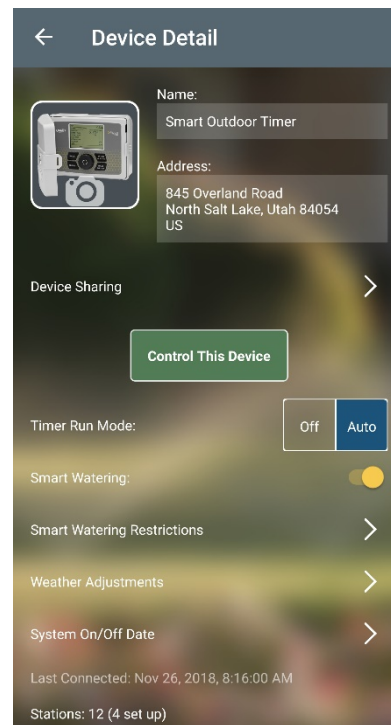 Device Detail
Name:
Smart Outdoor Timer
Address:
845 Overland Road
North Salt Lake, Utah 84054
US
Device Sharing
Control This Device
Timer Run Mode:
Off
Auto
Smart Watering:
Smart Watering Restrictions
Weather Adjustments
System On/Off Date
Last Connected: Nov 26, 2018, 8:16:00 AM
Stations: 12 (4 set up)